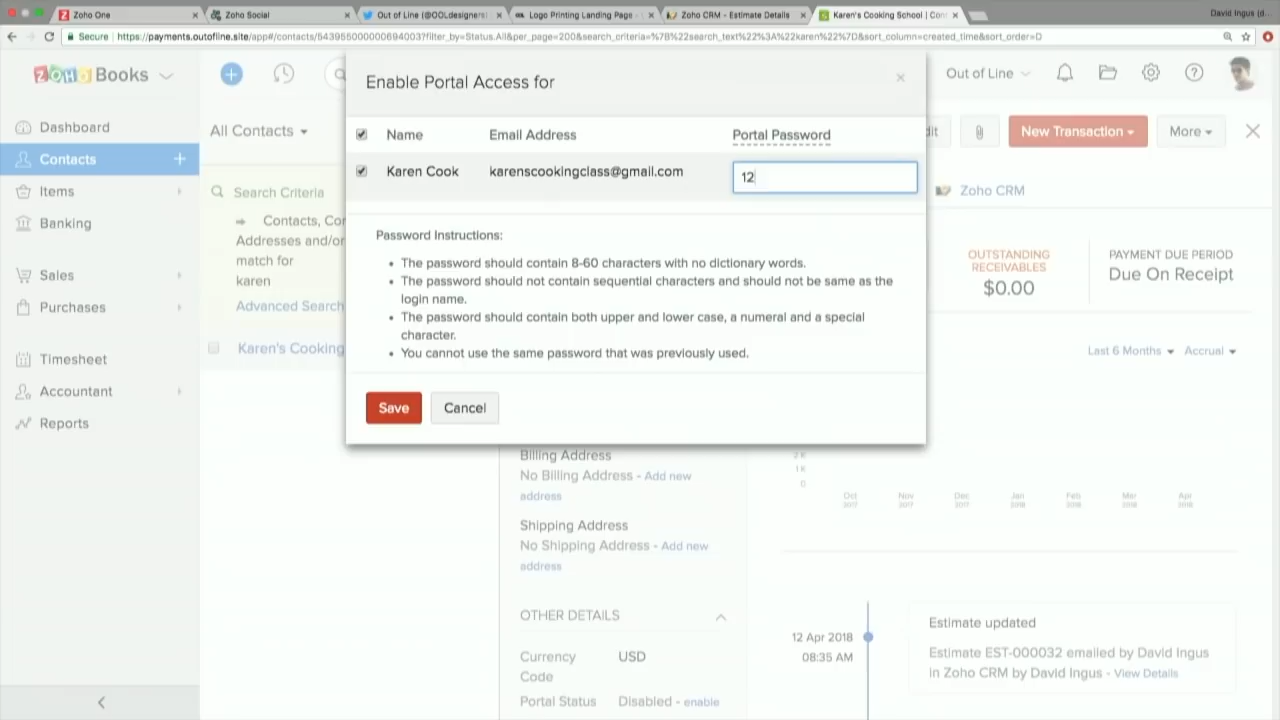 Zoho One
Zoho Social
Out of Line (@OOLdesigners
Logo Printing Landing Page -
Zoho CRM - Estimate Details
Karen's Cooking School | Con
David Ingus (d...
Secure
https://payments.outofline.site/app#/contacts/543955000000694003?filter_by=Status.All&per_page=200&search_criteria=%7B%22search_text%22%3A%22karen%22%7D&sort_column=created_time&sort_order=D
ZOHO Books
Out of Line
Dashboard
Contacts
Items
Banking
Sales
Purchases
Timesheet
Accountant
Reports
All Contacts
Search Criteria
Contacts, Con
Addresses and/or
match for
karen
Advanced Search
Karen's Cooking
Enable Portal Access for
Name
Email Address
Portal Password
Karen Cook
karenscookingclass@gmail.com
12
Password Instructions:
• The password should contain 8-60 characters with no dictionary words.
• The password should not contain sequential characters and should not be same as the
login name.
• The password should contain both upper and lower case, a numeral and a special
character.
• You cannot use the same password that was previously used.
Save
Cancel
dit
New Transaction
More
Zoho CRM
OUTSTANDING
RECEIVABLES
$0.00
PAYMENT DUE PERIOD
Due On Receipt
Last 6 Months
Accrual
2 K
1 K
0
Oct
2017
Nov
2017
Dec
2017
Jan
2018
Feb
2018
Mar
2018
Apr
2018
Billing Address
No Billing Address - Add new
address
Shipping Address
No Shipping Address - Add new
address
OTHER DETAILS
Currency
Code
USD
Portal Status
Disabled - enable
12 Apr 2018
08:35 AM
Estimate updated
Estimate EST-000032 emailed by David Ingus
in Zoho CRM by David Ingus - View Details